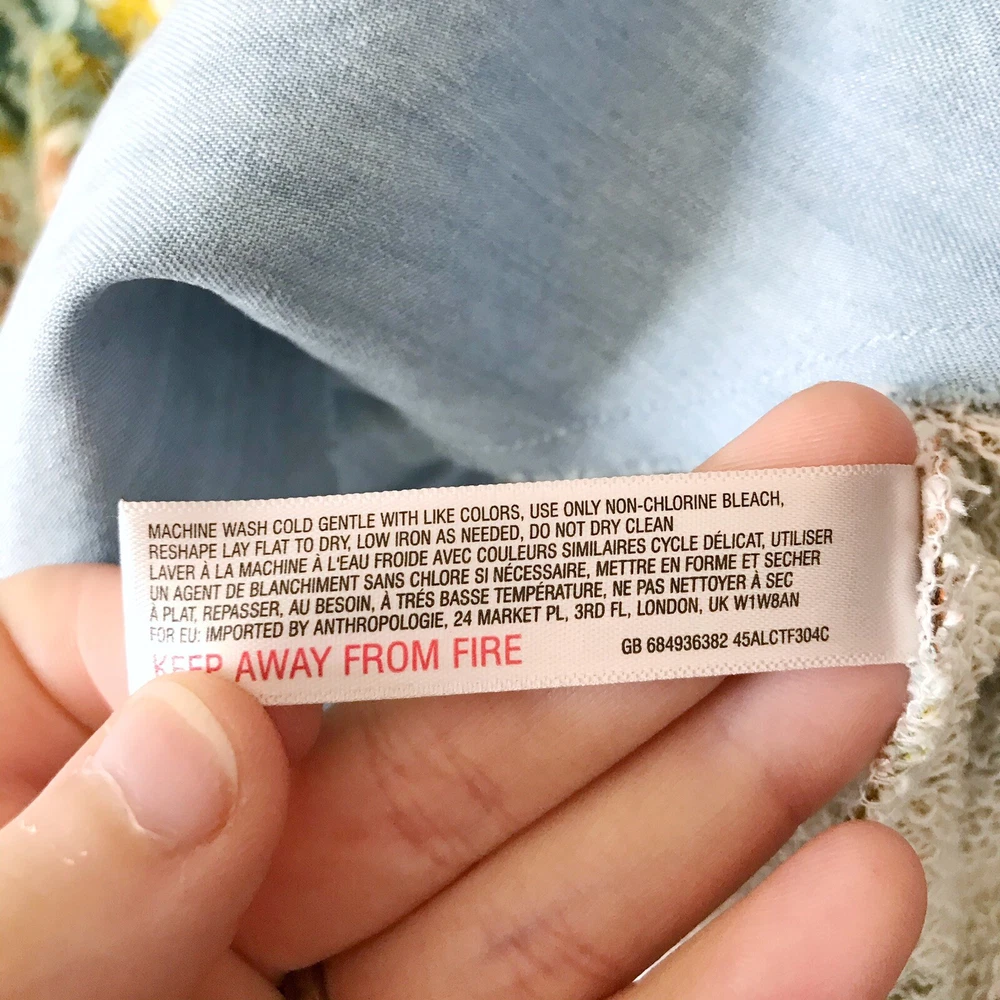 MACHINE WASH COLD GENTLE WITH LIKE COLORS, USE ONLY NON-CHLORINE BLEACH,
RESHAPE LAY FLAT TO DRY, LOW IRON AS NEEDED, DO NOT DRY CLEAN
LAVER À LA MACHINE À L'EAU FROIDE AVEC COULEURS SIMILAIRES CYCLE DÉLICAT, UTILISER
UN AGENT DE BLANCHIMENT SANS CHLORE SI NÉCESSAIRE, METTRE EN FORME ET SECHER
À PLAT, REPASSER, AU BESOIN, À TRÉS BASSE TEMPÉRATURE, NE PAS NETTOYER À SEC
FOR EU: IMPORTED BY ANTHROPOLOGIE, 24 MARKET PL, 3RD FL, LONDON, UK W1W8AN
KEEP AWAY FROM FIRE
GB 684936382 45ALCTF304C